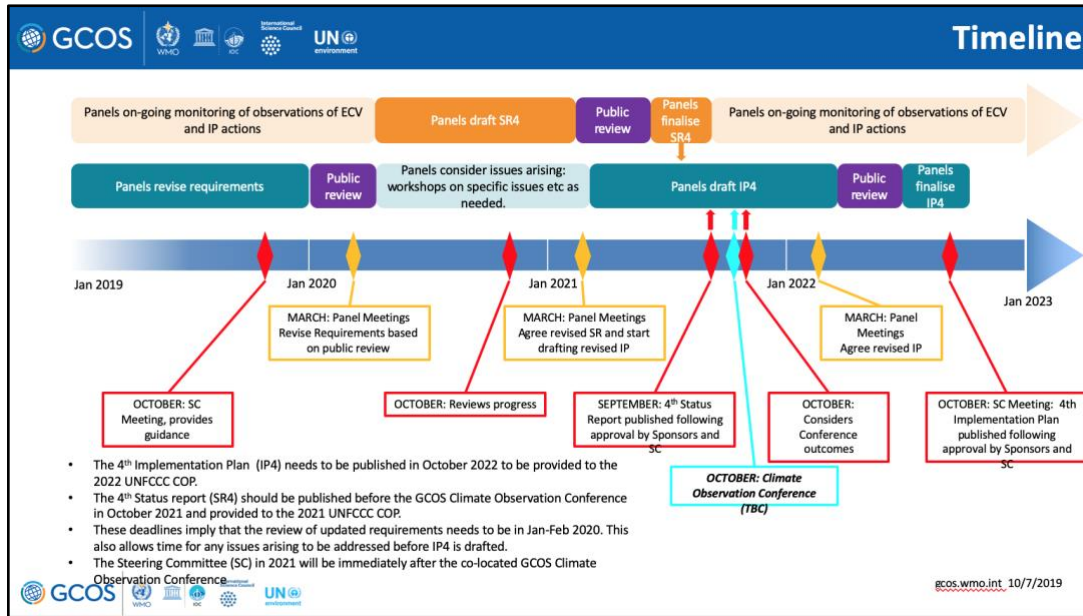 GCOS
WMO
IOC
International
Science Council
UN
environment
Timeline
Panels on-going monitoring of observations of ECV
and IP actions
Panels draft SR4
Public
review
Panels
finalise
SR4
Panels on-going monitoring of observations of ECV
and IP actions
Panels revise requirements
Public
review
Panels consider issues arising:
workshops on specific issues etc as
needed.
Panels draft IP4
Public
review
Panels
finalise
IP4
Jan 2019
Jan 2020
Jan 2021
Jan 2022
Jan 2023
MARCH: Panel Meetings
Revise Requirements based
on public review
MARCH: Panel Meetings
Agree revised SR and start
drafting revised IP
MARCH: Panel
Meetings
Agree revised IP
OCTOBER: SC
Meeting, provides
guidance
OCTOBER: Reviews progress
SEPTEMBER: 4th Status
Report published following
approval by Sponsors and
SC
OCTOBER:
Considers
Conference
outcomes
OCTOBER: SC Meeting: 4th
Implementation Plan
published following
approval by Sponsors and
SC
OCTOBER: Climate
Observation Conference
(TBC)
• The 4th Implementation Plan (IP4) needs to be published in October 2022 to be provided to the
2022 UNFCCC COP.
• The 4th Status report (SR4) should be published before the GCOS Climate Observation Conference
in October 2021 and provided to the 2021 UNFCCC COP.
• These deadlines imply that the review of updated requirements needs to be in Jan-Feb 2020. This
also allows time for any issues arising to be addressed before IP4 is drafted.
• The Steering Committee (SC) in 2021 will be immediately after the co-located GCOS Climate
Observation Conference
GCOS
WMO
International
Science Council
UN
environment
gcos.wmo.int 10/7/2019